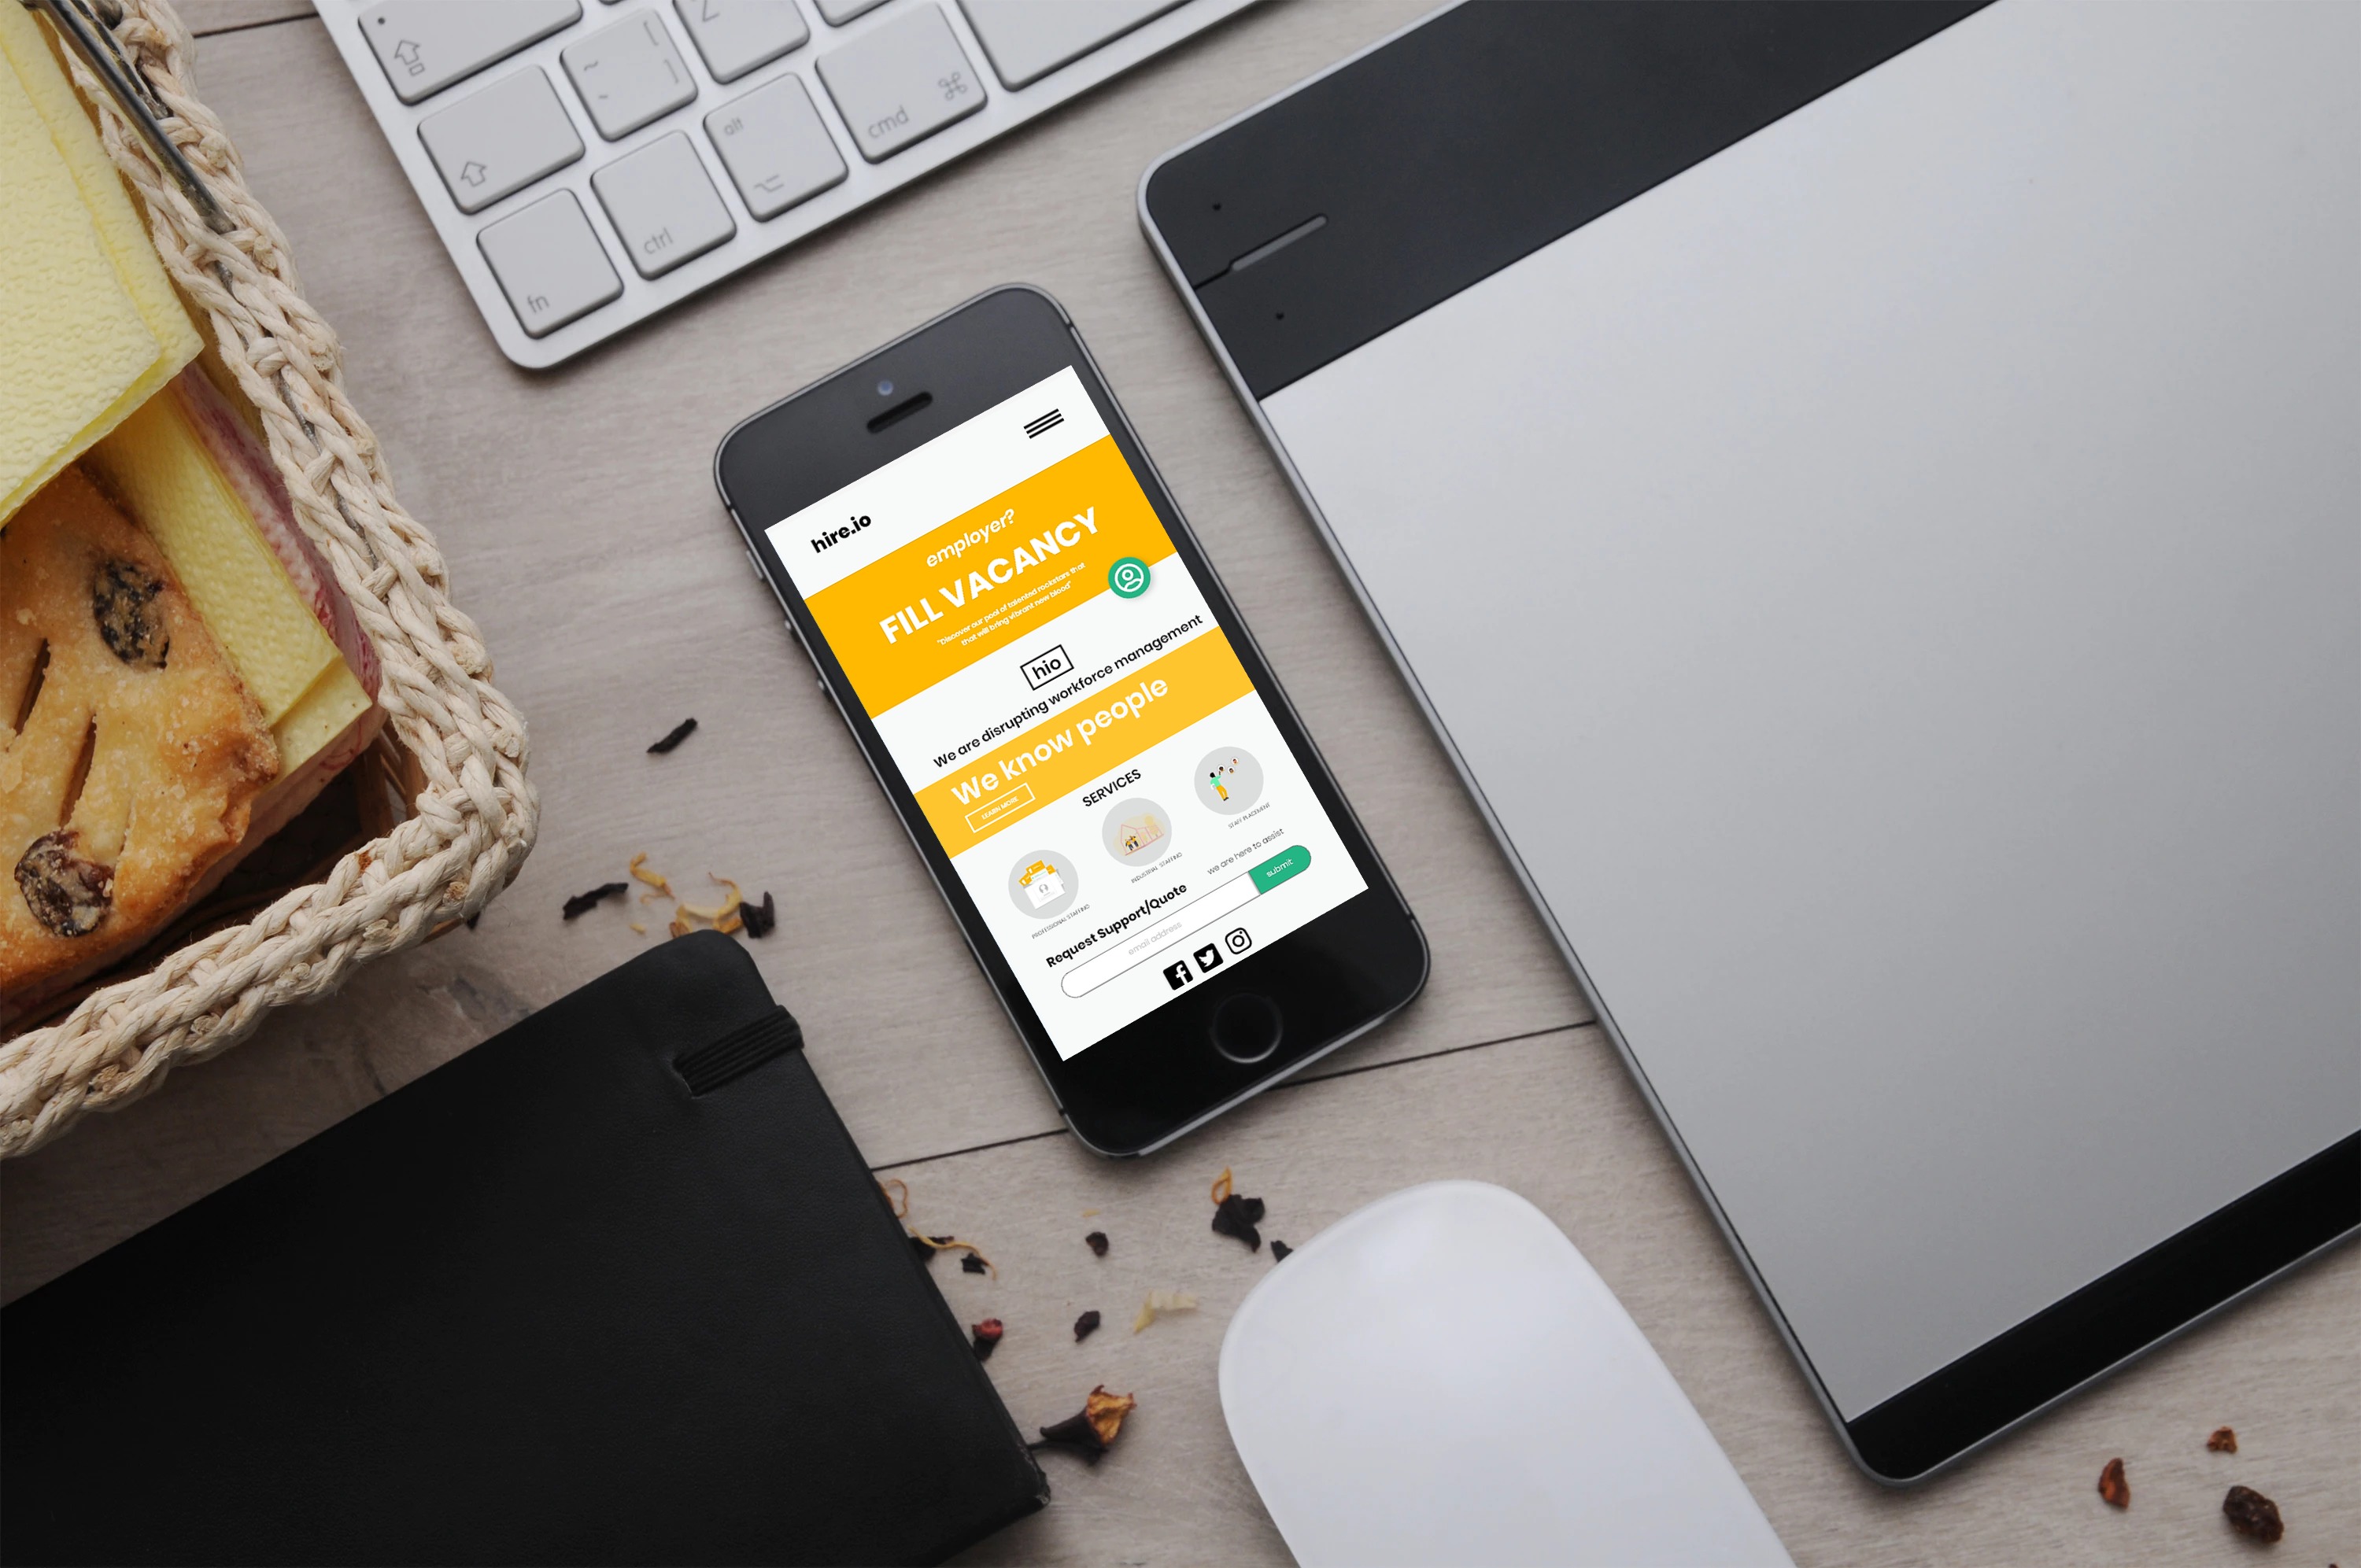 Z
~
[
]
alt
cmd
ctrl
fn
hire.io
employer?
FILL VACANCY
"Discover our pool of talented rockstars that
that will bring vibrant new blood"
hio
We are disrupting workforce management
We know people
LEARN MORE
SERVICES
PROFESSIONAL STAFFING
INDUSTRIAL STAFFING
STAFF PLACEMENT
Request Support/Quote
we are here to assist
email address
submit